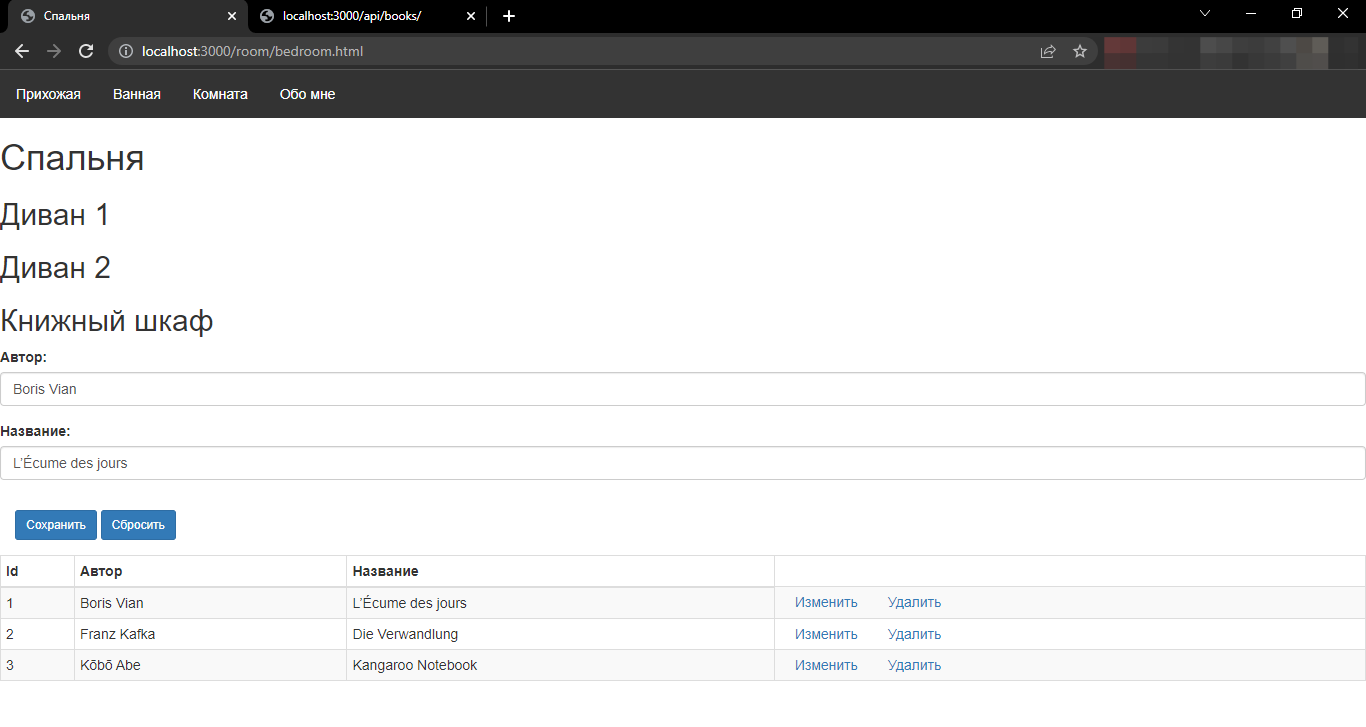 Спальня localhost:3000/api/books/
localhost:3000/room/bedroom.html
Прихожая Ванная Комната Обо мне
Спальня
Диван 1
Диван 2
Книжный шкаф
Автор:
Boris Vian
Название:
L’Écume des jours
Сохранить Сбросить
Id Автор Название
1 Boris Vian L’Écume des jours Изменить Удалить
2 Franz Kafka Die Verwandlung Изменить Удалить
3 Kōbō Abe Kangaroo Notebook Изменить Удалить